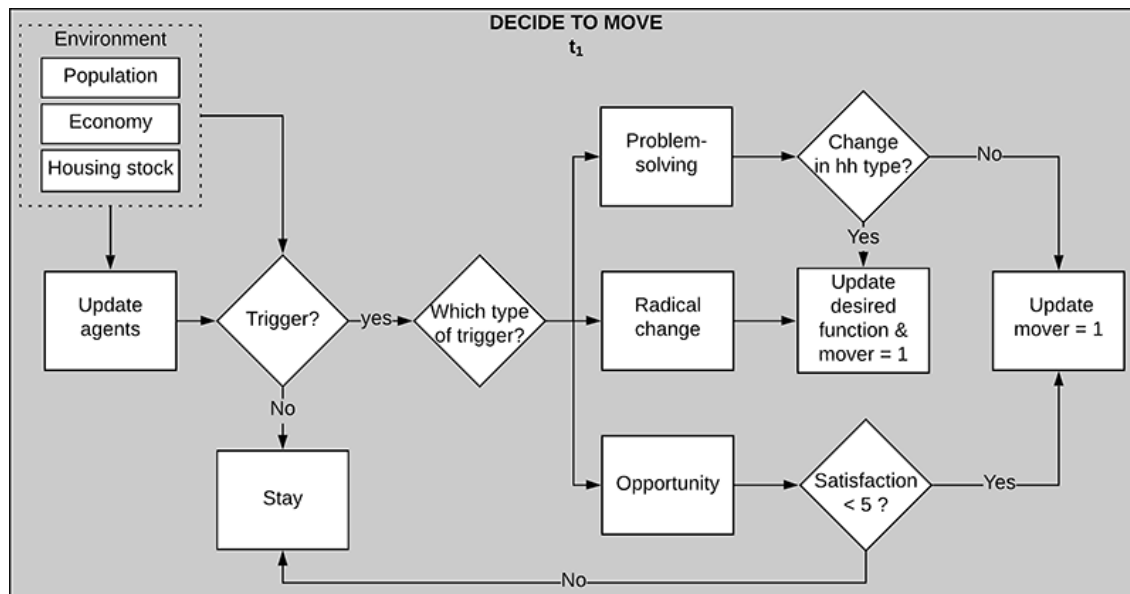 DECIDE TO MOVE
t₁
Environment
Population
Economy
Housing stock
Update
agents
Trigger?
yes
No
Stay
Which type
of trigger?
Problem-
solving
Change
in hh type?
No
Yes
Radical
change
Update
desired
function &
mover = 1
Update
mover = 1
Opportunity
Satisfaction
< 5 ?
Yes
No